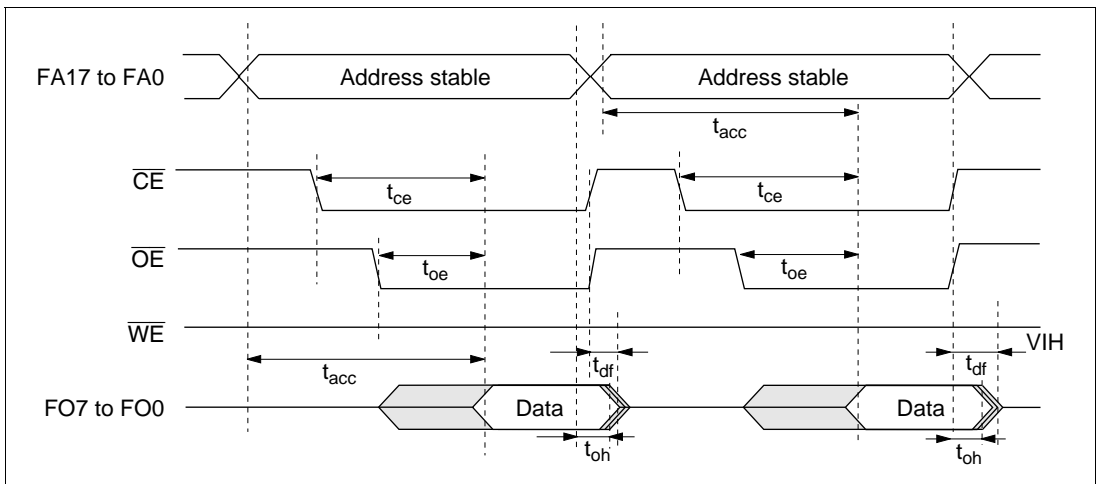 FA17 to FA0 Address stable Address stable
tacc
CE
tce tce
OE
toe toe
WE
VIH
tacc tdf tdf
FO7 to FO0 Data Data
toh toh